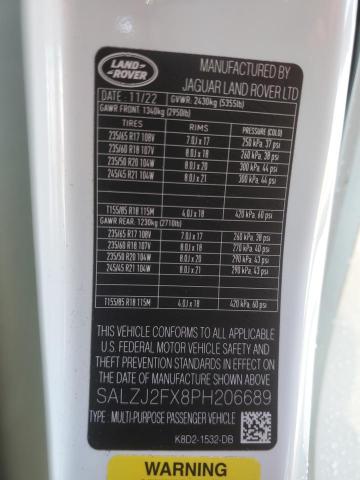 LAND
ROVER
MANUFACTURED BY
JAGUAR LAND ROVER LTD
DATE 11/22 GVWR: 2430kg (5355lb)
GAWR FRONT: 1340kg (2950lb)
TIRES RIMS PRESSURE (COLD)
235/65 R17 108V 7.0J x 17 250 kPa, 37 psi
235/60 R18 107V 8.0J x 18 260 kPa, 38 psi
235/50 R20 104W 8.0J x 20 300 kPa, 44 psi
245/45 R21 104W 8.0J x 21 300 kPa, 44 psi
T155/85 R18 115M 4.0J x 18 420 kPa, 60 psi
GAWR REAR: 1230kg (2710lb)
235/65 R17 108V 7.0J x 17 260 kPa, 38 psi
235/60 R18 107V 8.0J x 18 270 kPa, 40 psi
235/50 R20 104W 8.0J x 20 290 kPa, 43 psi
245/45 R21 104W 8.0J x 21 290 kPa, 43 psi
T155/85 R18 115M 4.0J x 18 420 kPa, 60 psi
THIS VEHICLE CONFORMS TO ALL APPLICABLE
U.S. FEDERAL MOTOR VEHICLE SAFETY AND
THEFT PREVENTION STANDARDS IN EFFECT ON
THE DATE OF MANUFACTURE SHOWN ABOVE
SALZJ2FX8PH206689
TYPE: MULTI-PURPOSE PASSENGER VEHICLE
K8D2-1532-DB
WARNING